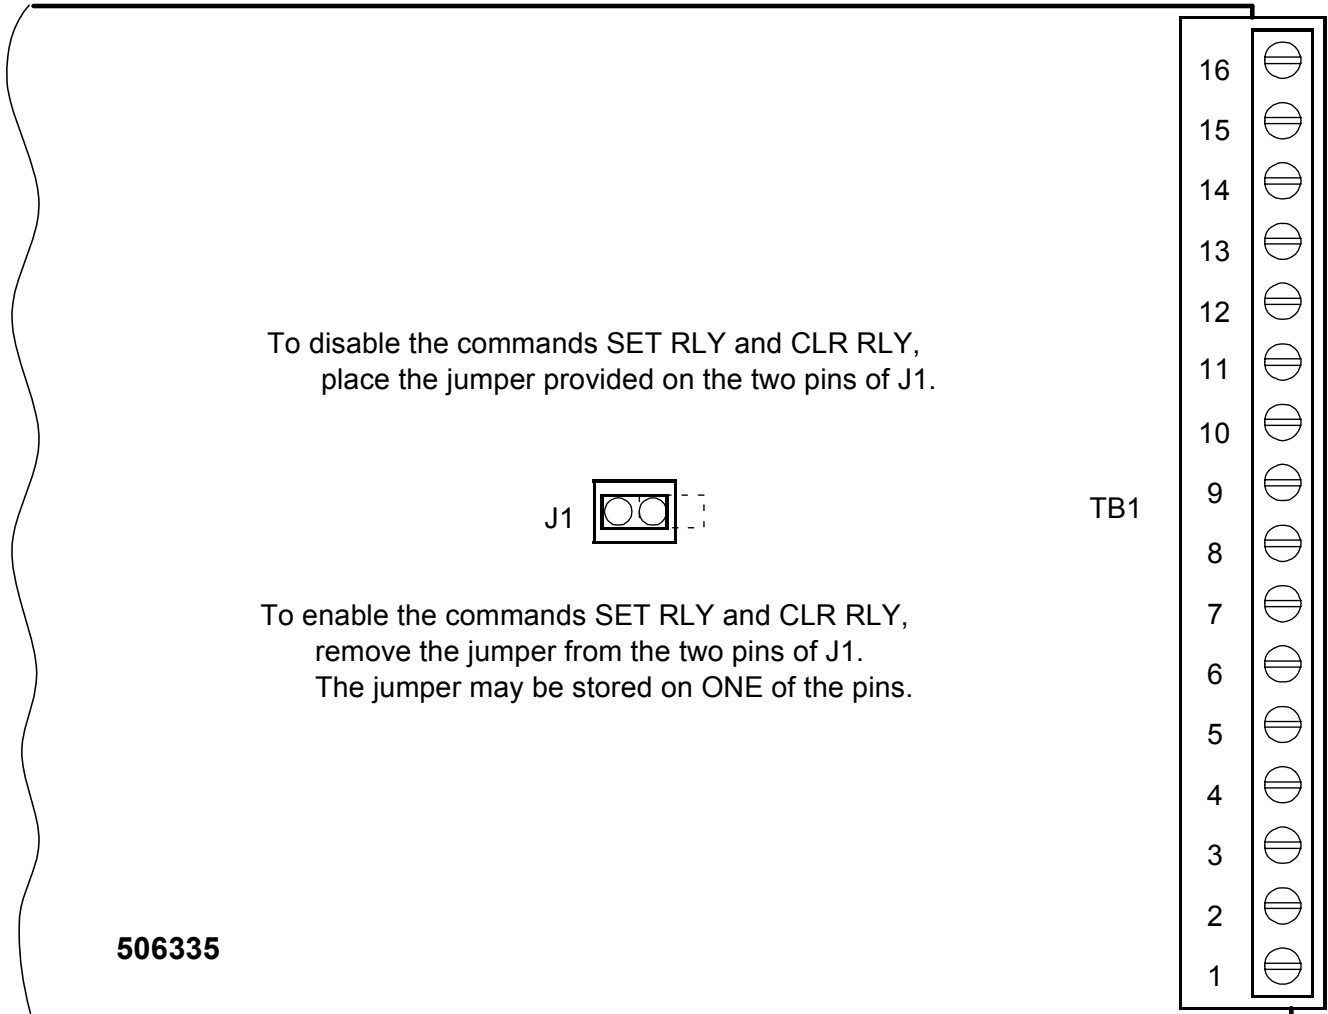 16
15
14
13
12
To disable the commands SET RLY and CLR RLY,
place the jumper provided on the two pins of J1.
11
10
9
J1
TB1
8
To enable the commands SET RLY and CLR RLY,
7
remove the jumper from the two pins of J1.
6
The jumper may be stored on ONE of the pins.
5
4
3
2
506335
1